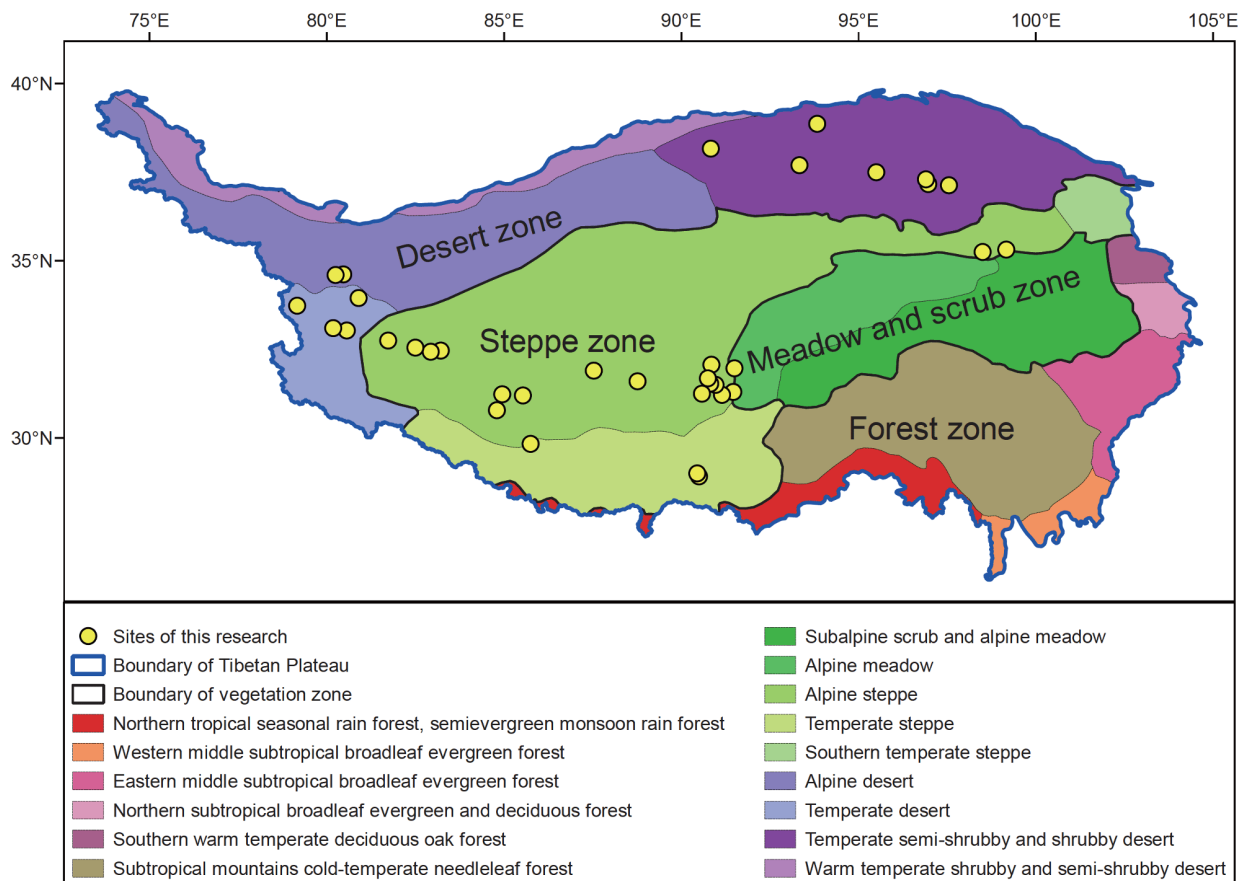 75°E 80°E 85°E 90°E 95°E 100°E 105°E
40°N
35°N
30°N
Desert zone
Steppe zone
Meadow and scrub zone
Forest zone
Sites of this research
Boundary of Tibetan Plateau
Boundary of vegetation zone
Northern tropical seasonal rain forest, semievergreen monsoon rain forest
Western middle subtropical broadleaf evergreen forest
Eastern middle subtropical broadleaf evergreen forest
Northern subtropical broadleaf evergreen and deciduous forest
Southern warm temperate deciduous oak forest
Subtropical mountains cold-temperate needleleaf forest
Subalpine scrub and alpine meadow
Alpine meadow
Alpine steppe
Temperate steppe
Southern temperate steppe
Alpine desert
Temperate desert
Temperate semi-shrubby and shrubby desert
Warm temperate shrubby and semi-shrubby desert